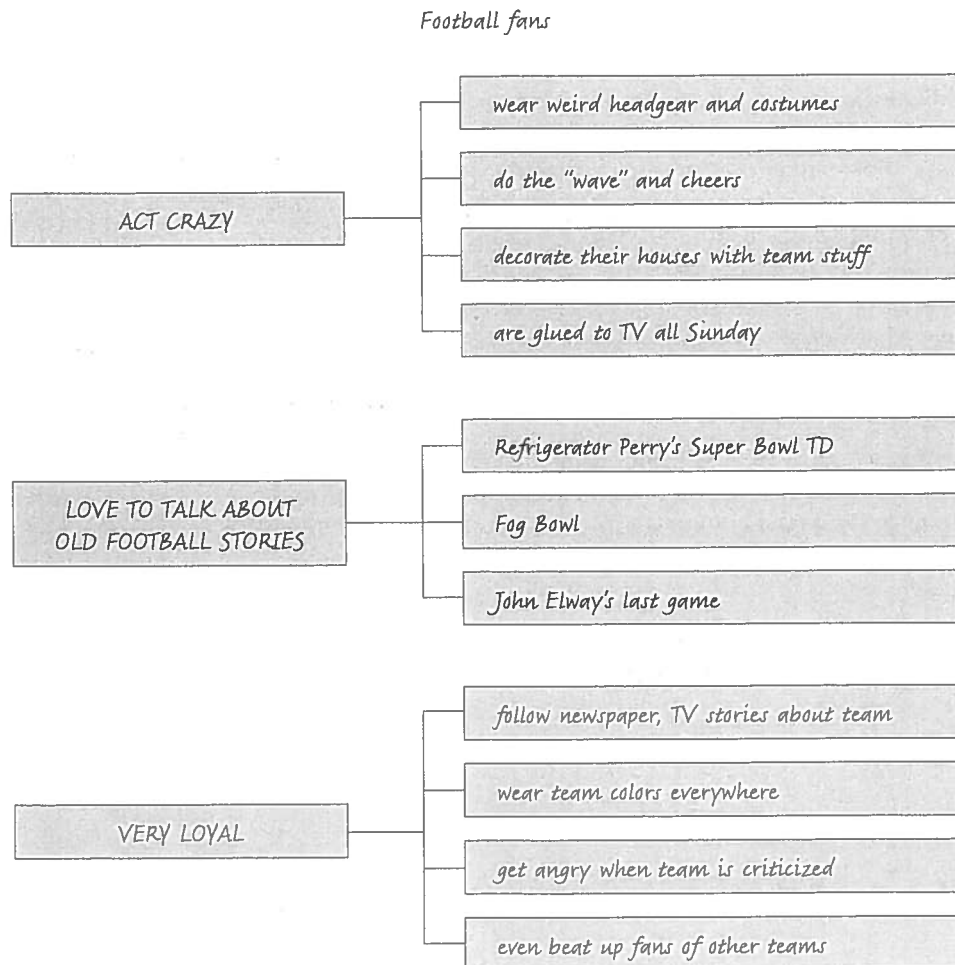 Football fans
wear weird headgear and costumes
do the "wave" and cheers
ACT CRAZY
decorate their houses with team stuff
are glued to TV all Sunday
Refrigerator Perry's Super Bowl TD
LOVE TO TALK ABOUT
OLD FOOTBALL STORIES
Fog Bowl
John Elway's last game
follow newspaper, TV stories about team
wear team colors everywhere
VERY LOYAL
get angry when team is criticized
even beat up fans of other teams